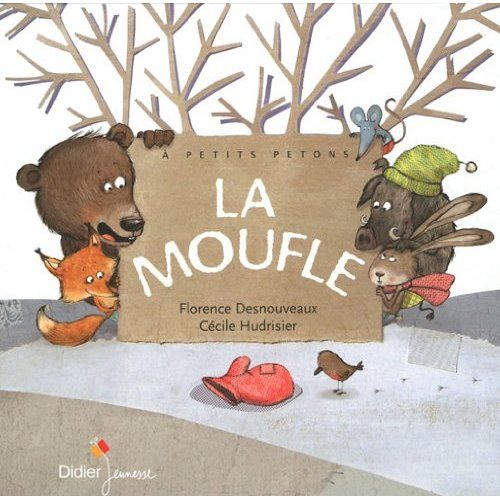 À PETITS PETONS
LA
MOUFLE
Florence Desnouveaux
Cécile Hudrisier
Didier Jeunesse